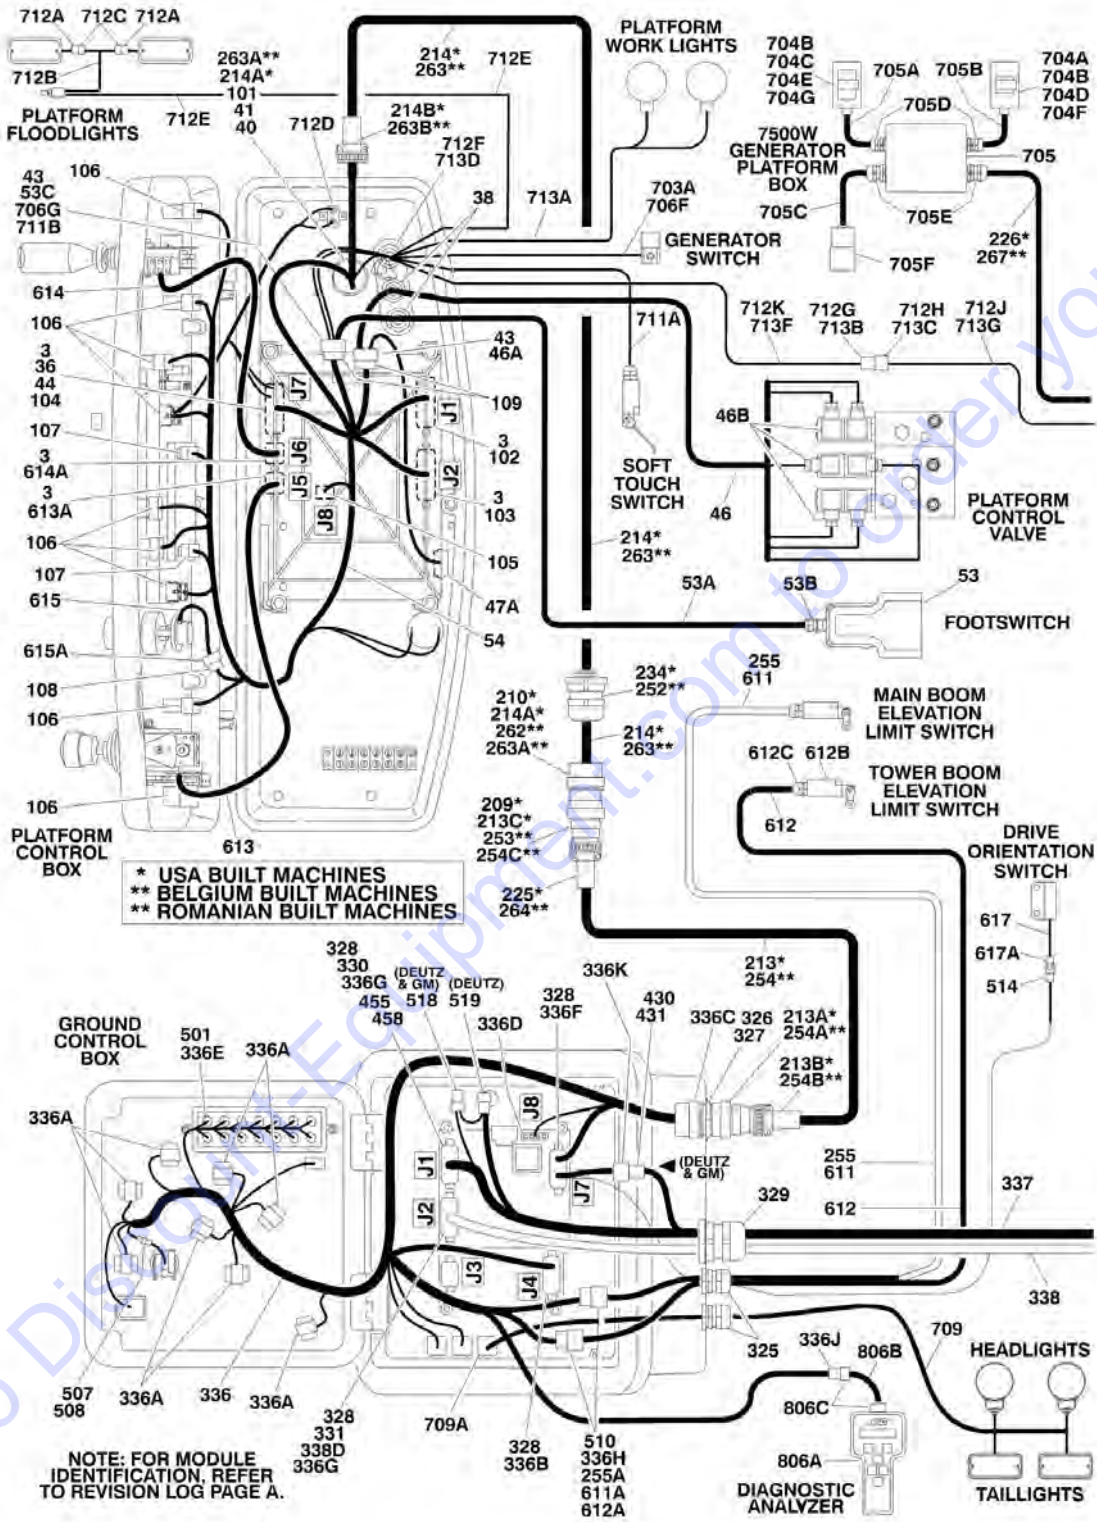 712A 712C 712A
712B
PLATFORM
FLOODLIGHTS
712E
263A**
214A*
101
41
40
712D
214*
263**
712E
214B*
263B**
712F
713D
38
PLATFORM
WORK LIGHTS
713A
703A
706F
GENERATOR
SWITCH
704B
704C
704E
704G
705A
705B
704A
704B
704D
704F
705D
7500W
GENERATOR
PLATFORM
BOX
705
705C
705E
705F
226*
267**
43
53C
706G
711B
106
614
106
3
36
44
104
107
3
614A
3
613A
106
107
615
615A
108
106
106
PLATFORM
CONTROL
BOX
613
J7
J6
J5
J8
J1
J2
43
46A
109
3
102
3
103
105
47A
54
711A
SOFT
TOUCH
SWITCH
712K
713F
712G
713B
712H
713C
712J
713G
46B
46
PLATFORM
CONTROL
VALVE
214*
263**
53A
53B
53
FOOTSWITCH
234*
252**
210*
214A*
262**
263A**
214*
263**
255
611
MAIN BOOM
ELEVATION
LIMIT SWITCH
612C 612B
TOWER BOOM
ELEVATION
LIMIT SWITCH
612
209*
213C*
253**
254C**
225*
264**
DRIVE
ORIENTATION
SWITCH
617
617A
514
* USA BUILT MACHINES
** BELGIUM BUILT MACHINES
** ROMANIAN BUILT MACHINES
213*
254**
328
330
336G
455
458
(DEUTZ
& GM)
518
(DEUTZ)
519
336D
328
336F
336K
430
431
336C
326
327
213A*
254A**
213B*
254B**
GROUND
CONTROL
BOX
501
336E
336A
336A
J1
J2
J3
J4
J7
J8
(DEUTZ
& GM)
329
255
611
612
337
338
325
507
508
336A
336
336A
328
331
338D
336G
709A
328
336B
510
336H
255A
611A
612A
336J
806B
806C
806A
DIAGNOSTIC
ANALYZER
709
HEADLIGHTS
TAILLIGHTS
NOTE: FOR MODULE
IDENTIFICATION, REFER
TO REVISION LOG PAGE A.